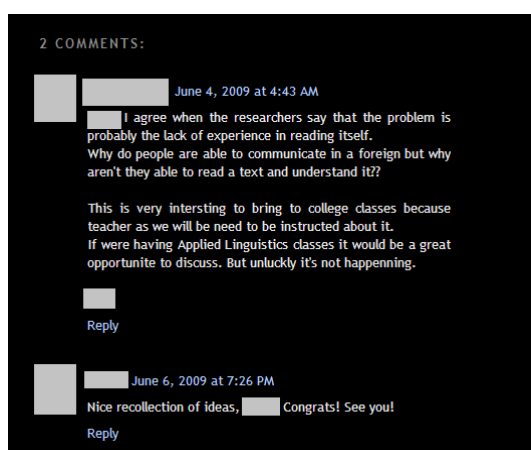 2 COMMENTS:
June 4, 2009 at 4:43 AM
I agree when the researchers say that the problem is
probably the lack of experience in reading itself.
Why do people are able to communicate in a foreign but why
aren't they able to read a text and understand it??
This is very intersting to bring to college classes because
teacher as we will be need to be instructed about it.
If were having Applied Linguistics classes it would be a great
opportunite to discuss. But unluckly it's not happenning.
Reply
June 6, 2009 at 7:26 PM
Nice recollection of ideas, Congrats! See you!
Reply